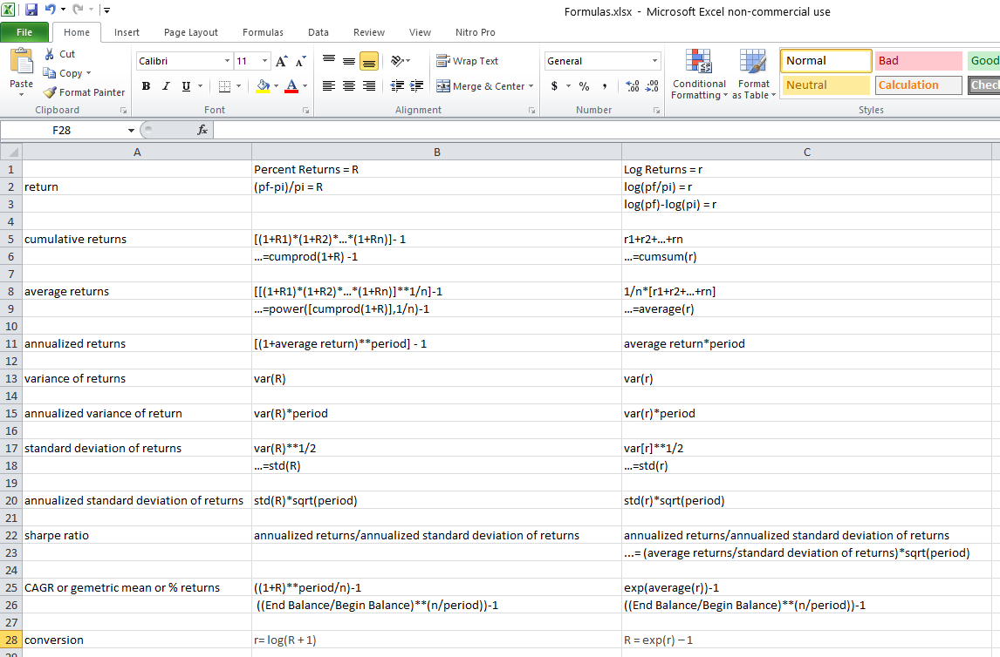 Formulas.xlsx - Microsoft Excel non-commercial use
File Home Insert Page Layout Formulas Data Review View Nitro Pro
Paste Cut Copy Format Painter Clipboard
Calibri 11 A A B I U A Font
Wrap Text Merge & Center Alignment
General $ % , .00 .00 Number
Conditional Formatting Format as Table
Normal Bad Good
Neutral Calculation Chec
Styles
F28 fx
A B C
1 Percent Returns = R Log Returns = r
2 return (pf-pi)/pi = R log(pf/pi) = r
3 log(pf)-log(pi) = r
4
5 cumulative returns [(1+R1)*(1+R2)*…*(1+Rn)]- 1 r1+r2+…+rn
6 …=cumprod(1+R) -1 …=cumsum(r)
7
8 average returns [[(1+R1)*(1+R2)*…*(1+Rn)]**1/n]-1 1/n*[r1+r2+…+rn]
9 …=power([cumprod(1+R)],1/n)-1 …=average(r)
10
11 annualized returns [(1+average return)**period] - 1 average return*period
12
13 variance of returns var(R) var(r)
14
15 annualized variance of return var(R)*period var(r)*period
16
17 standard deviation of returns var(R)**1/2 var[r]**1/2
18 …=std(R) …=std(r)
19
20 annualized standard deviation of returns std(R)*sqrt(period) std(r)*sqrt(period)
21
22 sharpe ratio annualized returns/annualized standard deviation of returns annualized returns/annualized standard deviation of returns
23 ...= (average returns/standard deviation of returns)*sqrt(period)
24
25 CAGR or gemetric mean or % returns ((1+R)**period/n)-1 exp(average(r))-1
26 ((End Balance/Begin Balance)**(n/period))-1 ((End Balance/Begin Balance)**(n/period))-1
27
28 conversion r= log(R + 1) R = exp(r) – 1